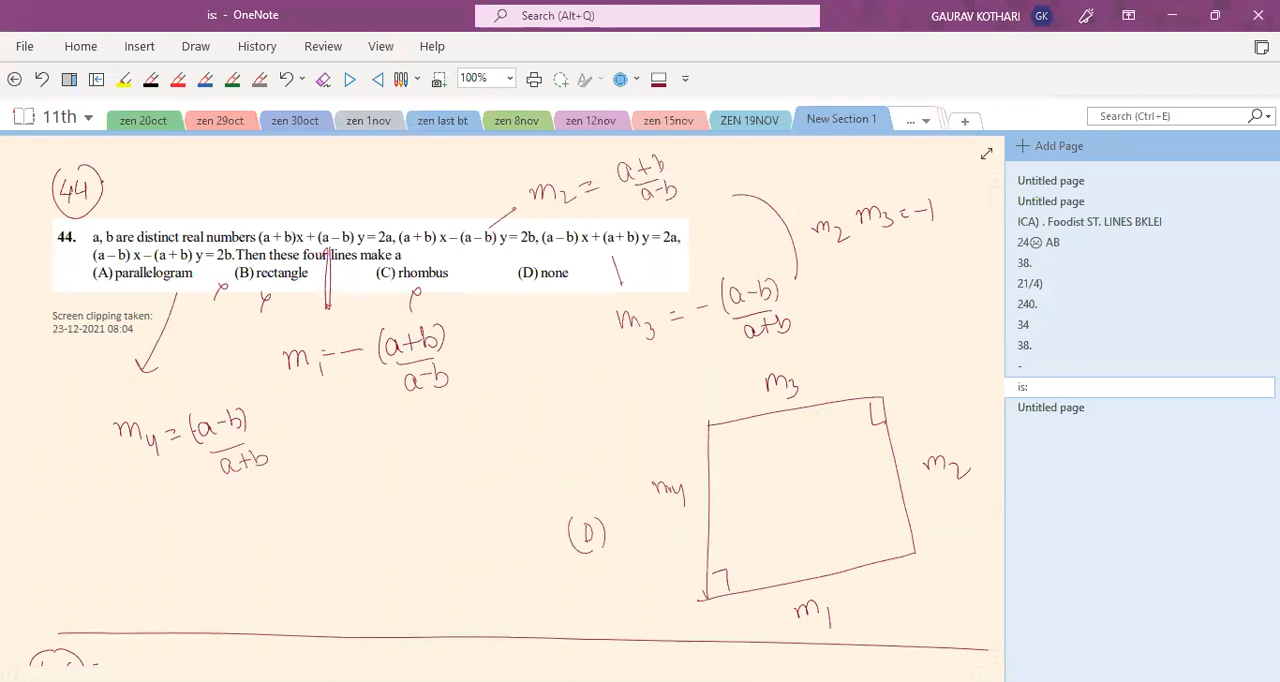 is: - OneNote
Search (Alt+Q)
GAURAV KOTHARI GK
File Home Insert Draw History Review View Help
100%
11th zen 20oct zen 29oct zen 30oct zen 1nov zen last bt zen 8nov zen 12nov zen 15nov ZEN 19NOV New Section 1 ... + Search (Ctrl+E)
Add Page
Untitled page
Untitled page
ICA) . Foodist ST. LINES BKLEI
24☹ AB
38.
21/4)
240.
34
38.
-
is:
Untitled page
44
m2 = a+b/a-b
m2 m3 = -1
44. a, b are distinct real numbers (a + b)x + (a – b) y = 2a, (a + b) x – (a – b) y = 2b, (a – b) x + (a + b) y = 2a,
(a – b) x – (a + b) y = 2b.Then these four lines make a
(A) parallelogram (B) rectangle (C) rhombus (D) none
Screen clipping taken:
23-12-2021 08:04
m3 = - (a-b)/a+b
m1 = - (a+b)/a-b
m4 = (a-b)/a+b
m3
m4
m2
(D)
m1